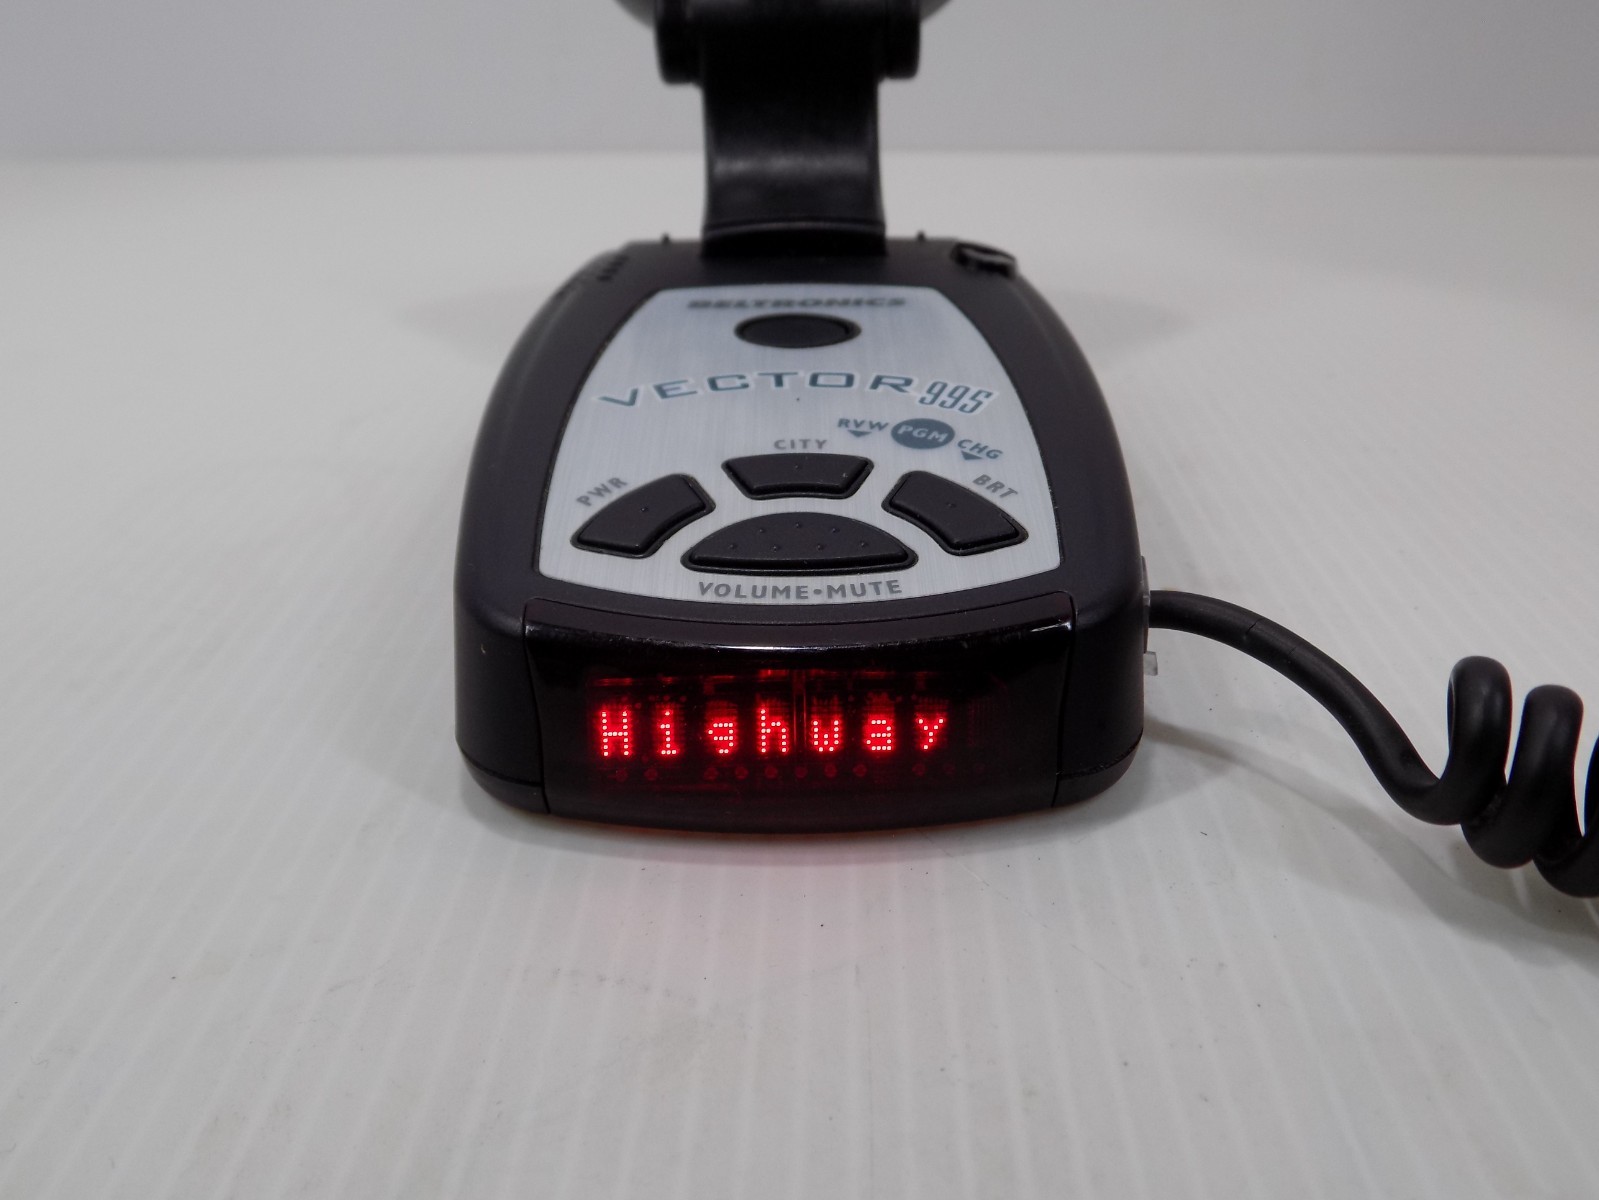 BELTRONICS
VECTOR 995
RVW PGM CHG
CITY
PWR
BRT
VOLUME•MUTE
Highway